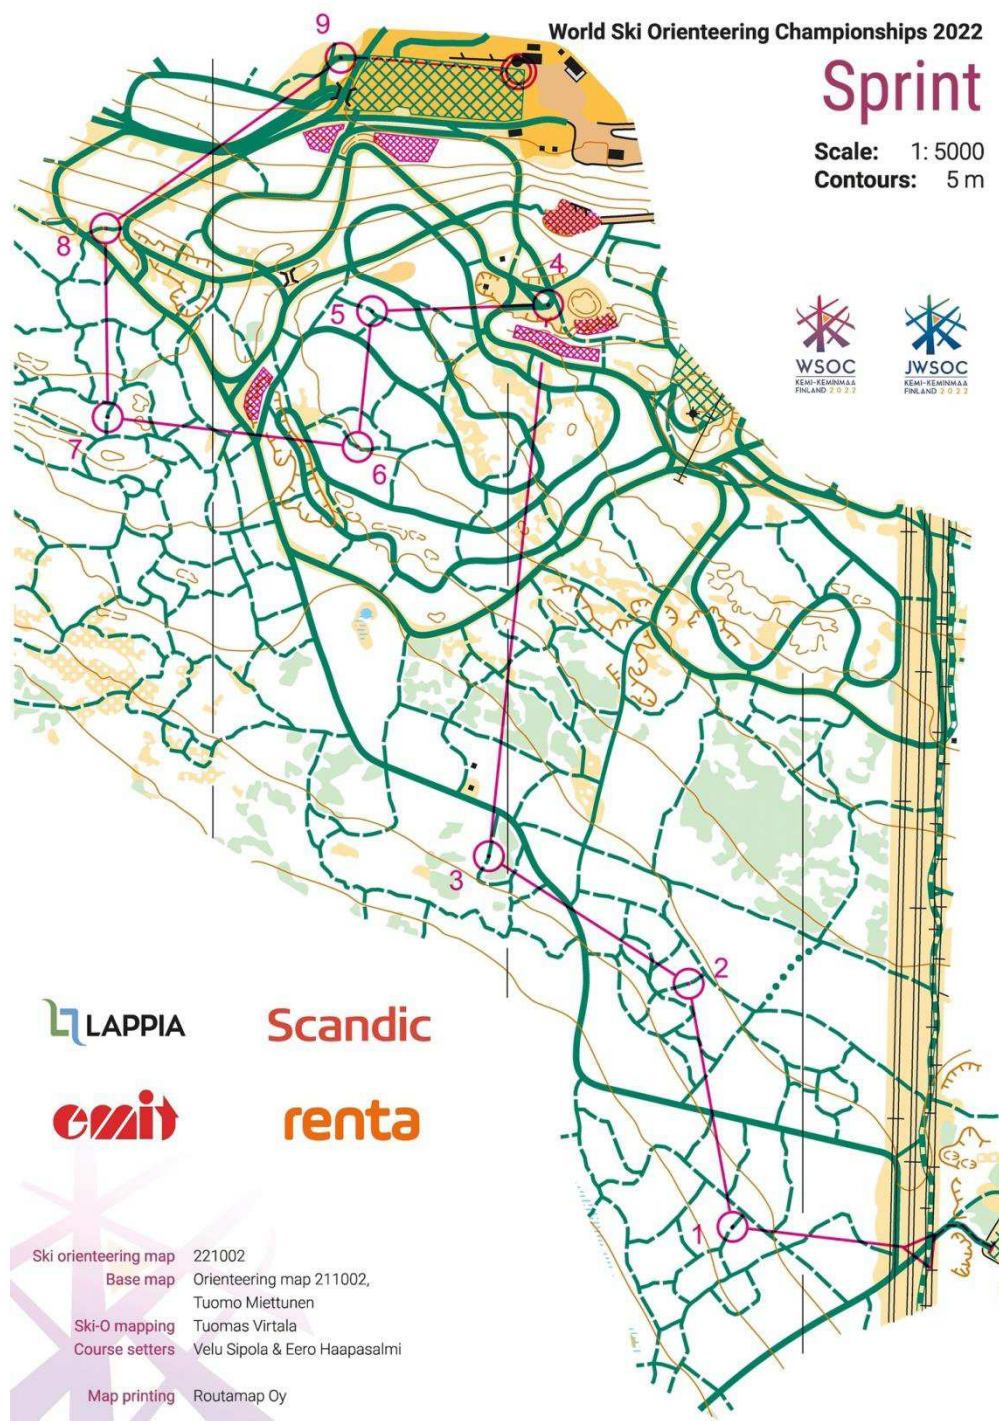 World Ski Orienteering Championships 2022
Sprint
Scale: 1: 5000
Contours: 5 m
9
8
4
5
WSOC
KEMI-KEMINMAA
FINLAND 2022
JWSOC
KEMI-KEMINMAA
FINLAND 2022
7
6
3
2
LAPPIA
Scandic
emit
renta
1
Ski orienteering map 221002
Base map Orienteering map 211002,
Tuomo Miettunen
Ski-O mapping Tuomas Virtala
Course setters Velu Sipola & Eero Haapasalmi
Map printing Routamap Oy